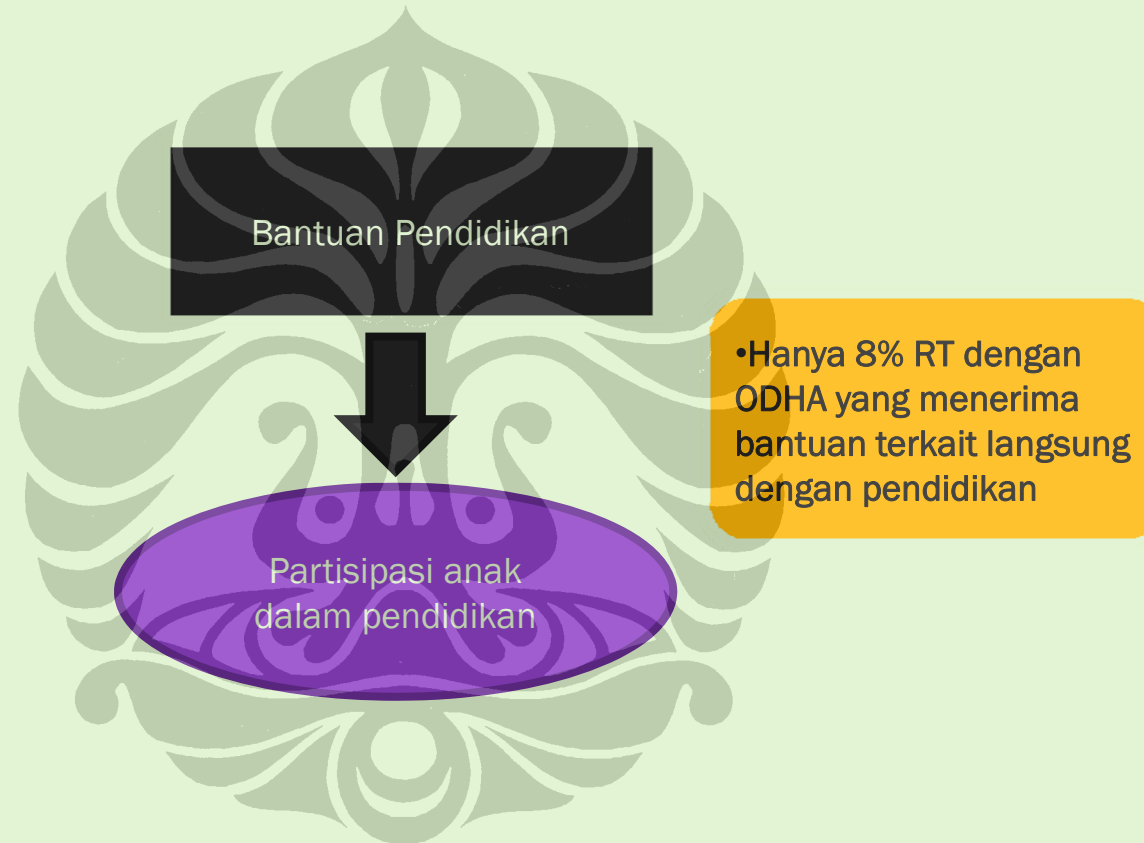 Bantuan Pendidikan
•Hanya 8% RT dengan
ODHA yang menerima
bantuan terkait langsung
dengan pendidikan
Partisipasi anak
dalam pendidikan